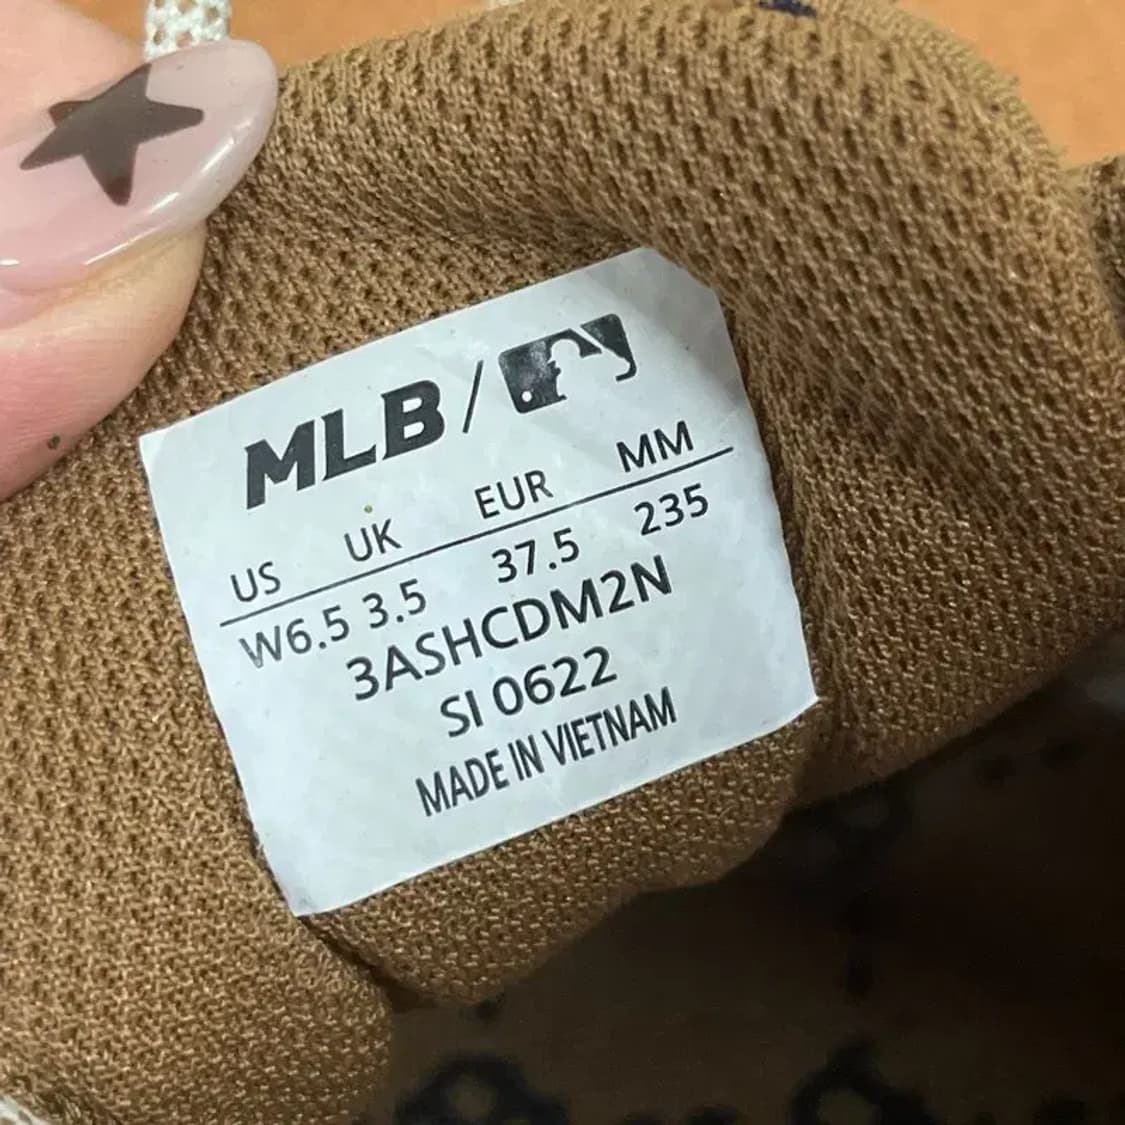 MLB/
US UK EUR MM
W6.5 3.5 37.5 235
3ASHCDM2N
SI 0622
MADE IN VIETNAM